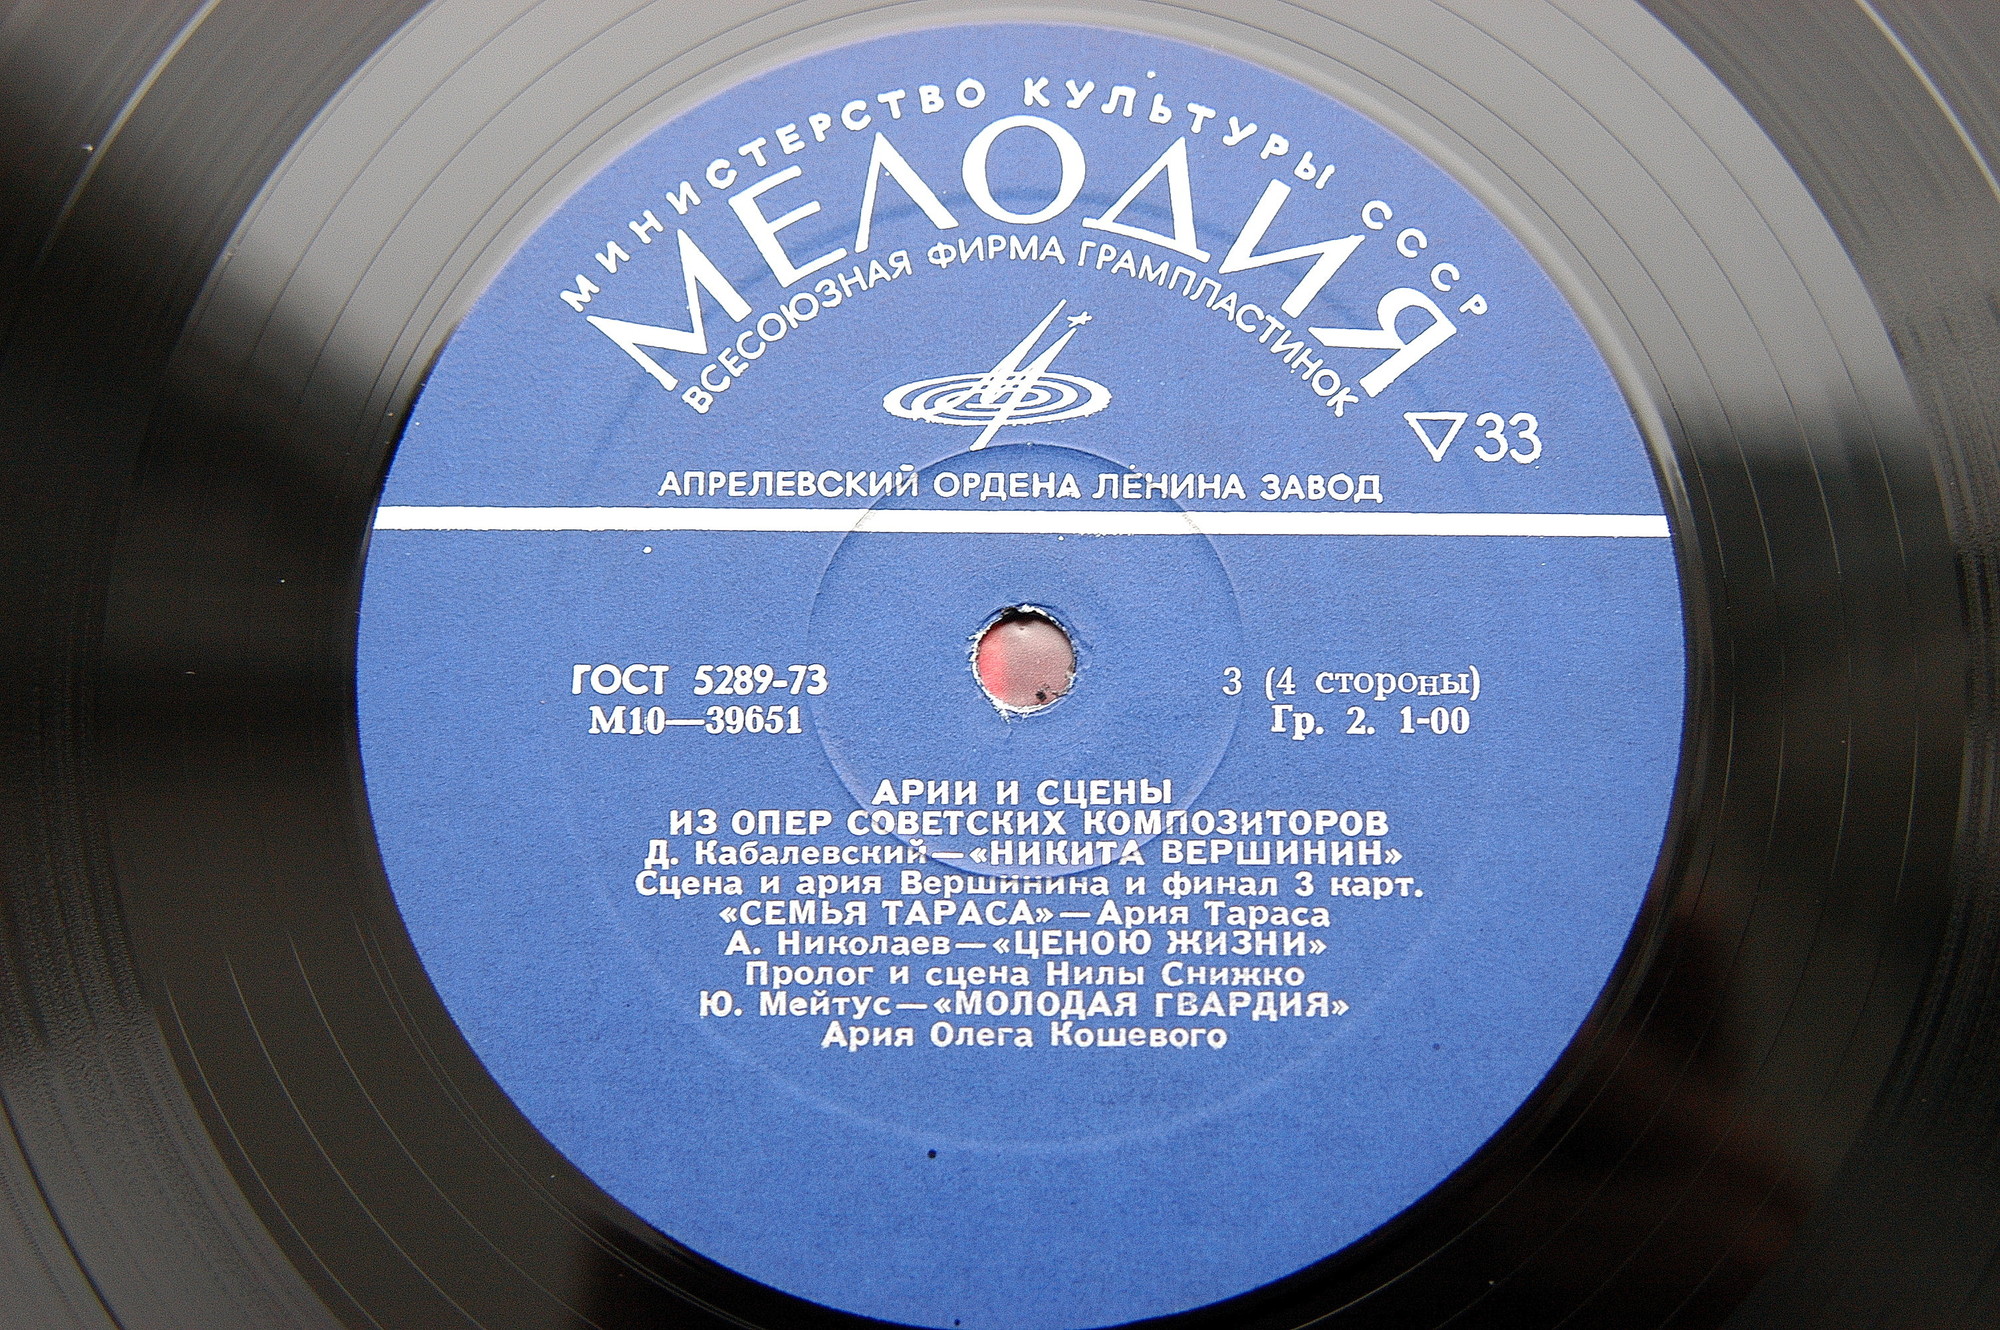 МИНИСТЕРСТВО КУЛЬТУРЫ СССР
МЕЛОДИЯ
ВСЕСОЮЗНАЯ ФИРМА ГРАМПЛАСТИНОК
▽33
АПРЕЛЕВСКИЙ ОРДЕНА ЛЕНИНА ЗАВОД
ГОСТ 5289-73
М10—39651
3 (4 стороны)
Гр. 2. 1-00
АРИИ И СЦЕНЫ
ИЗ ОПЕР СОВЕТСКИХ КОМПОЗИТОРОВ
Д. Кабалевский—«НИКИТА ВЕРШИНИН»
Сцена и ария Вершинина и финал 3 карт.
«СЕМЬЯ ТАРАСА»—Ария Тараса
А. Николаев—«ЦЕНОЮ ЖИЗНИ»
Пролог и сцена Нилы Снижко
Ю. Мейтус—«МОЛОДАЯ ГВАРДИЯ»
Ария Олега Кошевого